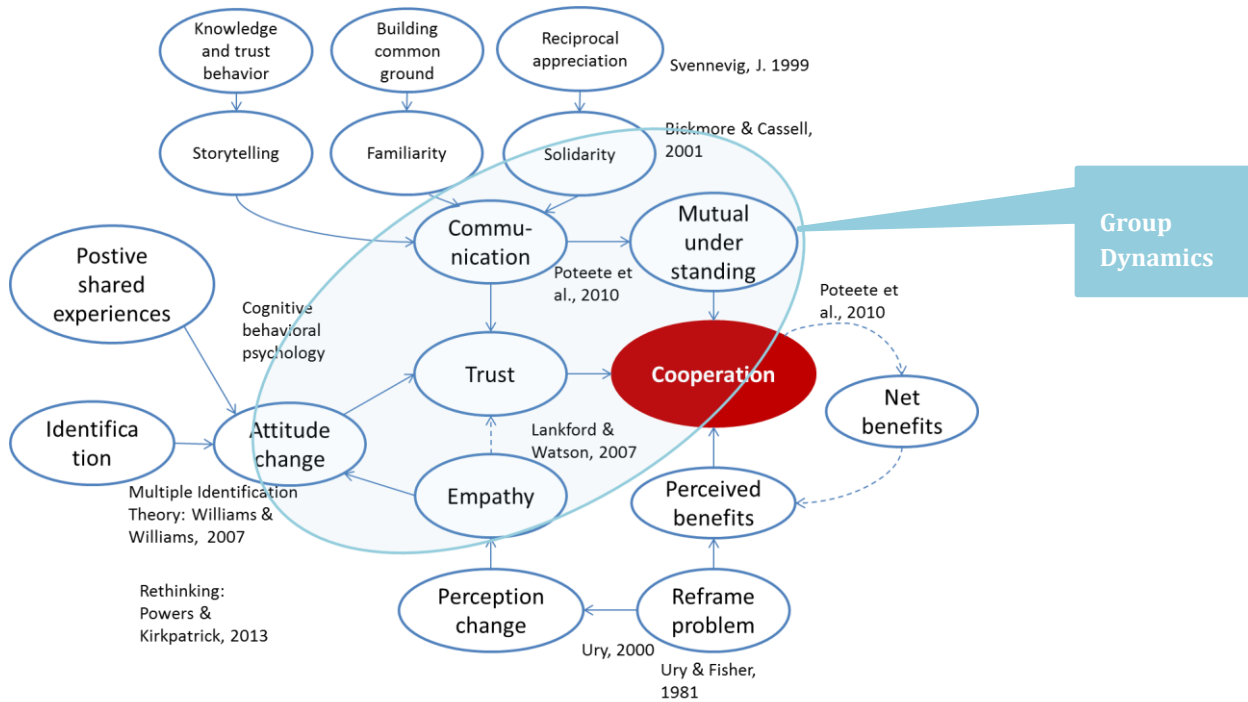 Knowledge
and trust
behavior
Building
common
ground
Reciprocal
appreciation
Svennevig, J. 1999
Storytelling
Familiarity
Solidarity
Bickmore & Cassell,
2001
Group
Dynamics
Commu-
nication
Mutual
under
standing
Postive
shared
experiences
Poteete et
al., 2010
Poteete et
al., 2010
Cognitive
behavioral
psychology
Trust
Cooperation
Net
benefits
Identifica
tion
Attitude
change
Lankford &
Watson, 2007
Multiple Identification
Theory: Williams &
Williams, 2007
Empathy
Perceived
benefits
Rethinking:
Powers &
Kirkpatrick, 2013
Perception
change
Reframe
problem
Ury, 2000
Ury & Fisher,
1981